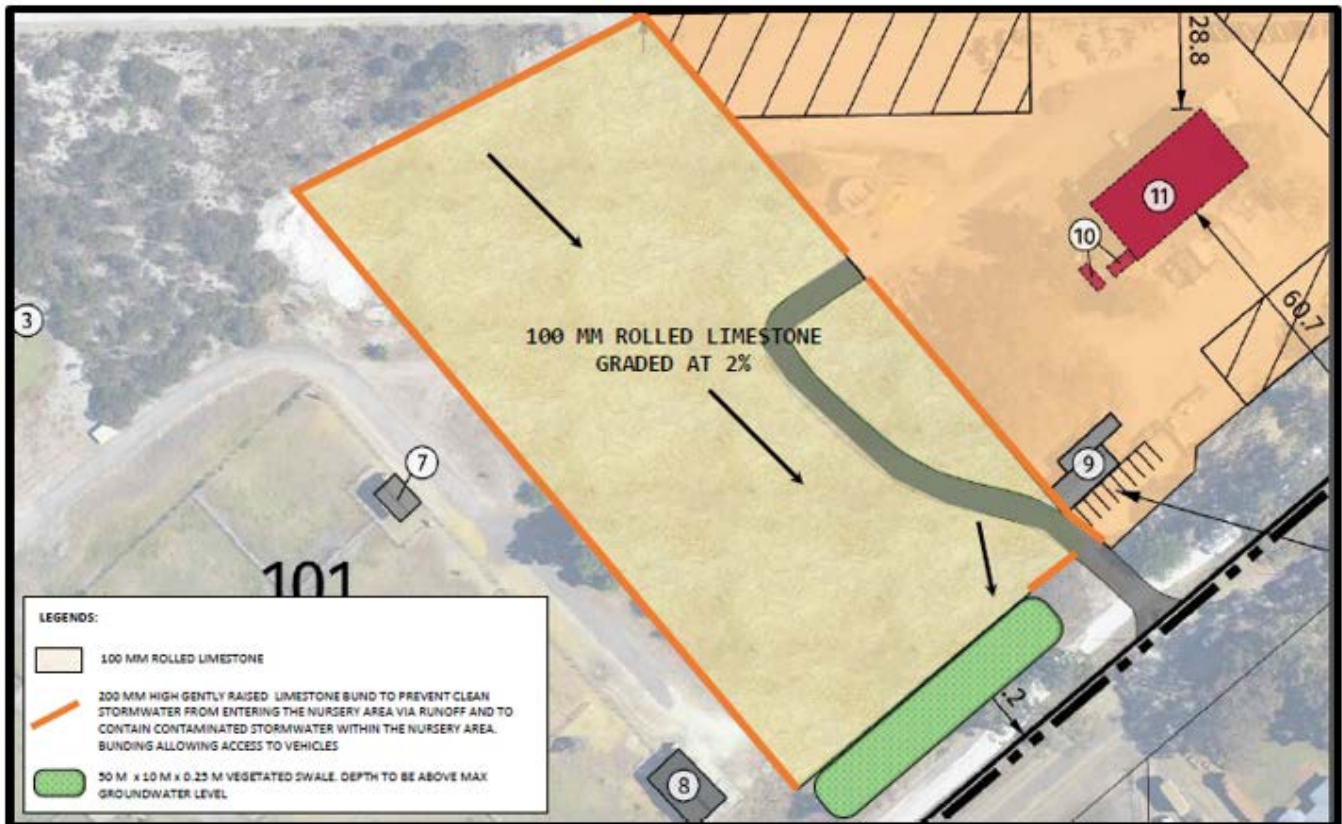 28.8
11
10
3
100 MM ROLLED LIMESTONE
GRADED AT 2%
60.7
7
9
101
LEGENDS:
100 MM ROLLED LIMESTONE
200 MM HIGH GENTLY RAISED LIMESTONE BUND TO PREVENT CLEAN
STORMWATER FROM ENTERING THE NURSERY AREA VIA RUNOFF AND TO
CONTAIN CONTAMINATED STORMWATER WITHIN THE NURSERY AREA.
BUNDING ALLOWING ACCESS TO VEHICLES
50 M x 10 M x 0.25 M VEGETATED SWALE. DEPTH TO BE ABOVE MAX
GROUNDWATER LEVEL
8
.2